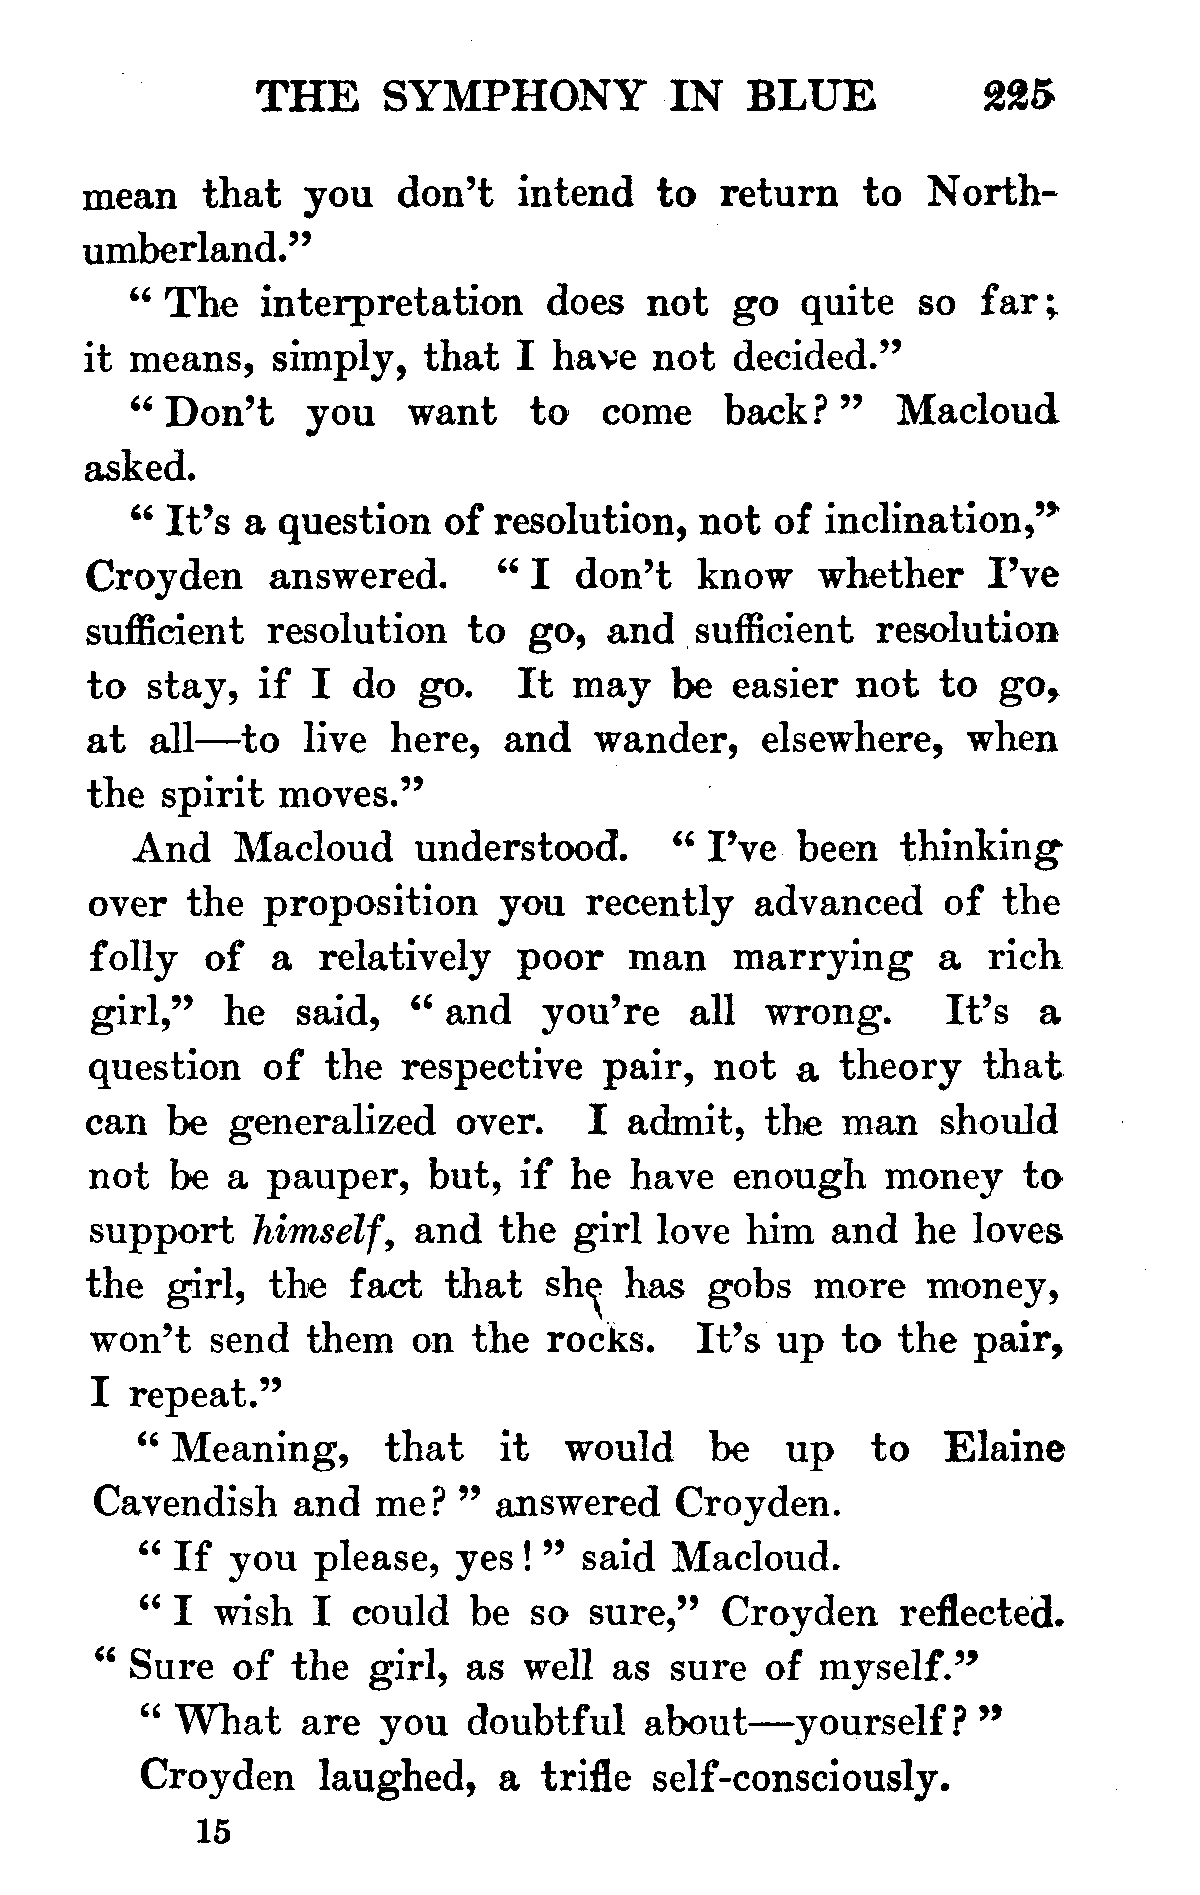 THE SYMPHONY IN BLUE 225
mean that you don't intend to return to North-
umberland."
" The interpretation does not go quite so far;
it means, simply, that I have not decided."
" Don't you want to come back? " Macloud
asked.
" It's a question of resolution, not of inclination,"
Croyden answered. " I don't know whether I've
sufficient resolution to go, and sufficient resolution
to stay, if I do go. It may be easier not to go,
at all—to live here, and wander, elsewhere, when
the spirit moves."
And Macloud understood. " I've been thinking
over the proposition you recently advanced of the
folly of a relatively poor man marrying a rich
girl," he said, " and you're all wrong. It's a
question of the respective pair, not a theory that
can be generalized over. I admit, the man should
not be a pauper, but, if he have enough money to
support himself, and the girl love him and he loves
the girl, the fact that she has gobs more money,
won't send them on the rocks. It's up to the pair,
I repeat."
" Meaning, that it would be up to Elaine
Cavendish and me? " answered Croyden.
" If you please, yes! " said Macloud.
" I wish I could be so sure," Croyden reflected.
" Sure of the girl, as well as sure of myself."
" What are you doubtful about—yourself? "
Croyden laughed, a trifle self-consciously.
15